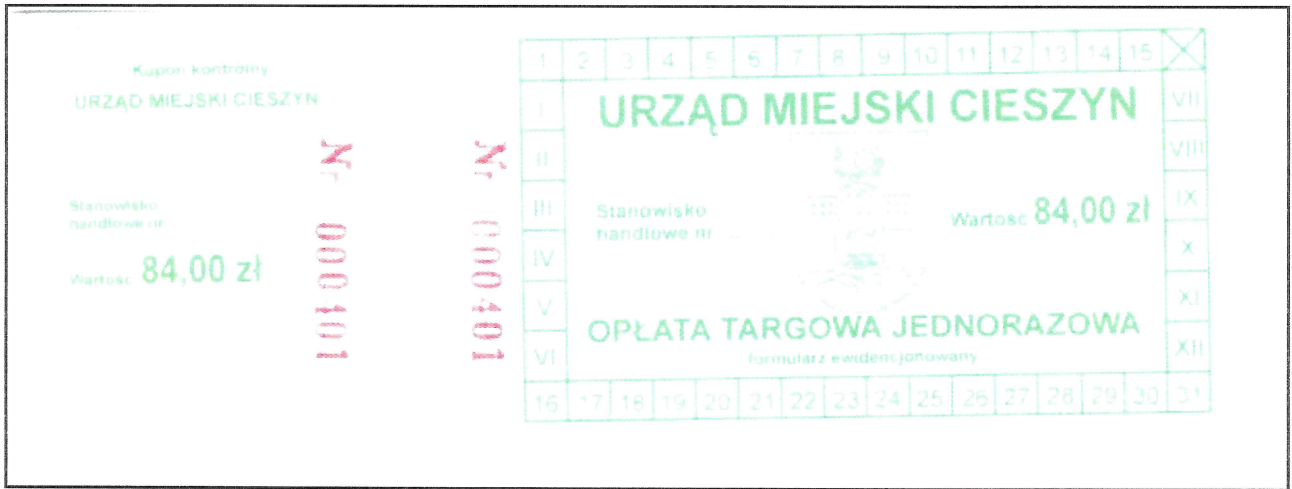 Kupon kontrolny
URZĄD MIEJSKI CIESZYN
Stanowisko
handlowe nr
Wartość 84,00 zł
Nr 000401
Nr 000401
1 2 3 4 5 6 7 8 9 10 11 12 13 14 15
I
II
III
IV
V
VI
URZĄD MIEJSKI CIESZYN
Stanowisko
handlowe nr ...
Wartość 84,00 zł
OPŁATA TARGOWA JEDNORAZOWA
formularz ewidencjonowany
VII
VIII
IX
X
XI
XII
16 17 18 19 20 21 22 23 24 25 26 27 28 29 30 31